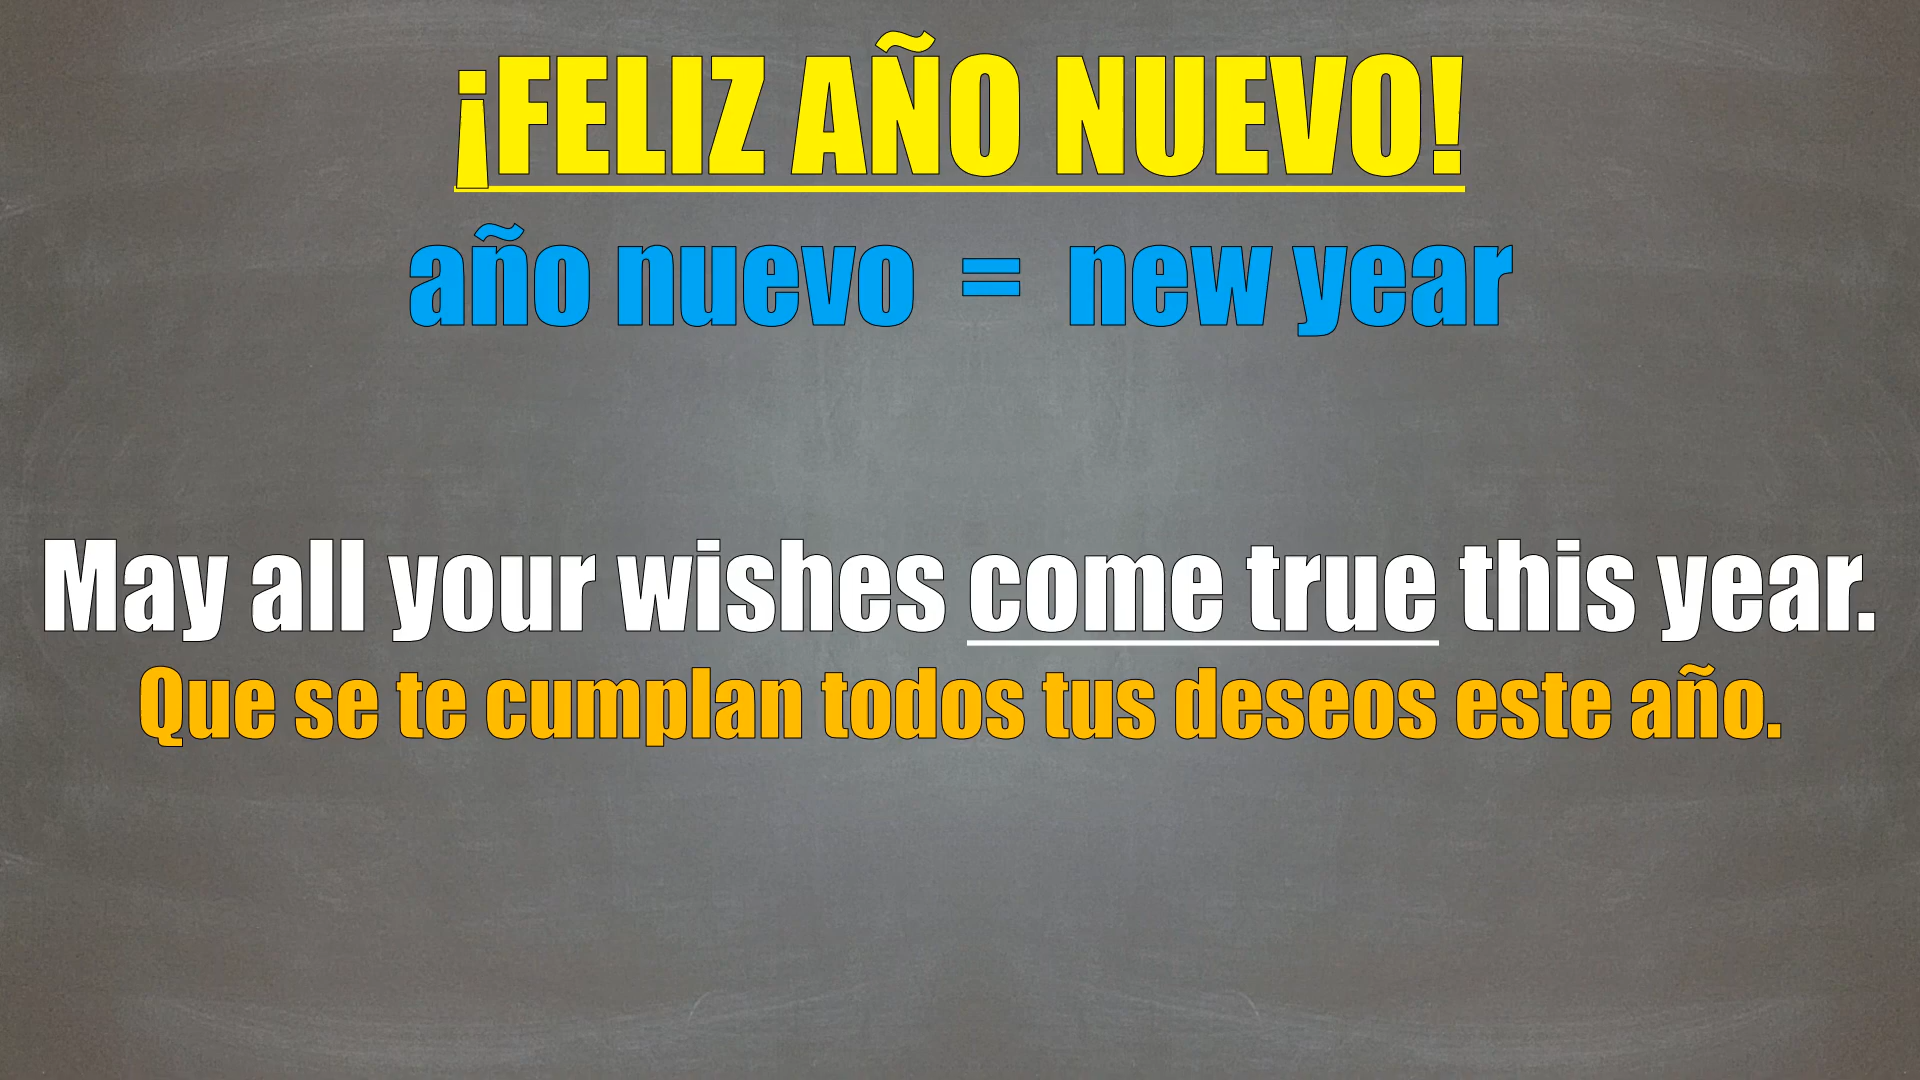 ¡FELIZ AÑO NUEVO!
año nuevo = new year
May all your wishes come true this year.
Que se te cumplan todos tus deseos este año.